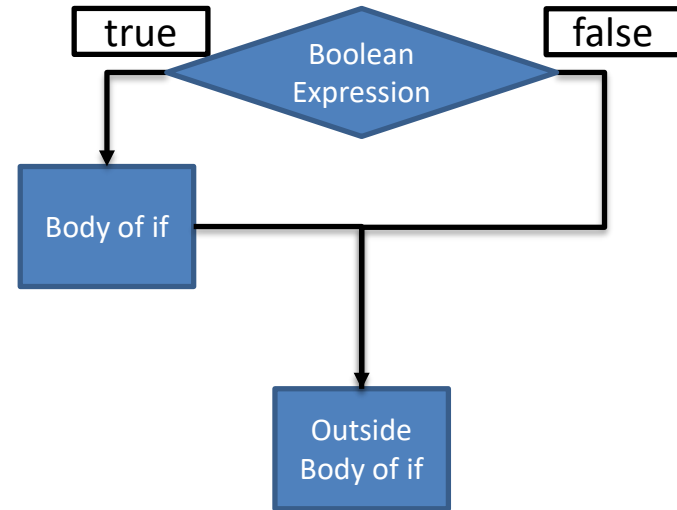 true
false
Boolean
Expression
Body of if
Outside
Body of if